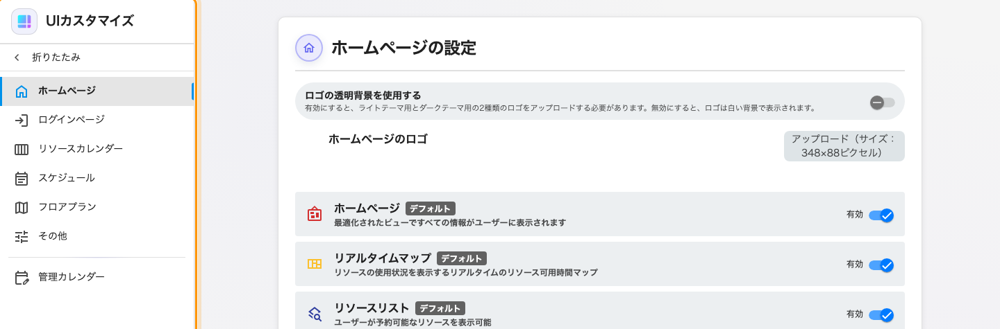 UIカスタマイズ
折りたたみ
ホームページ
ログインページ
リソースカレンダー
スケジュール
フロアプラン
その他
管理カレンダー
ホームページの設定
ロゴの透明背景を使用する
有効にすると、ライトテーマ用とダークテーマ用の2種類のロゴをアップロードする必要があります。無効にすると、ロゴは白い背景で表示されます。
ホームページのロゴ
アップロード（サイズ：
348×88ピクセル）
ホームページ デフォルト
最適化されたビューですべての情報がユーザーに表示されます
有効
リアルタイムマップ デフォルト
リソースの使用状況を表示するリアルタイムのリソース可用時間マップ
有効
リソースリスト デフォルト
ユーザーが予約可能なリソースを表示可能
有効